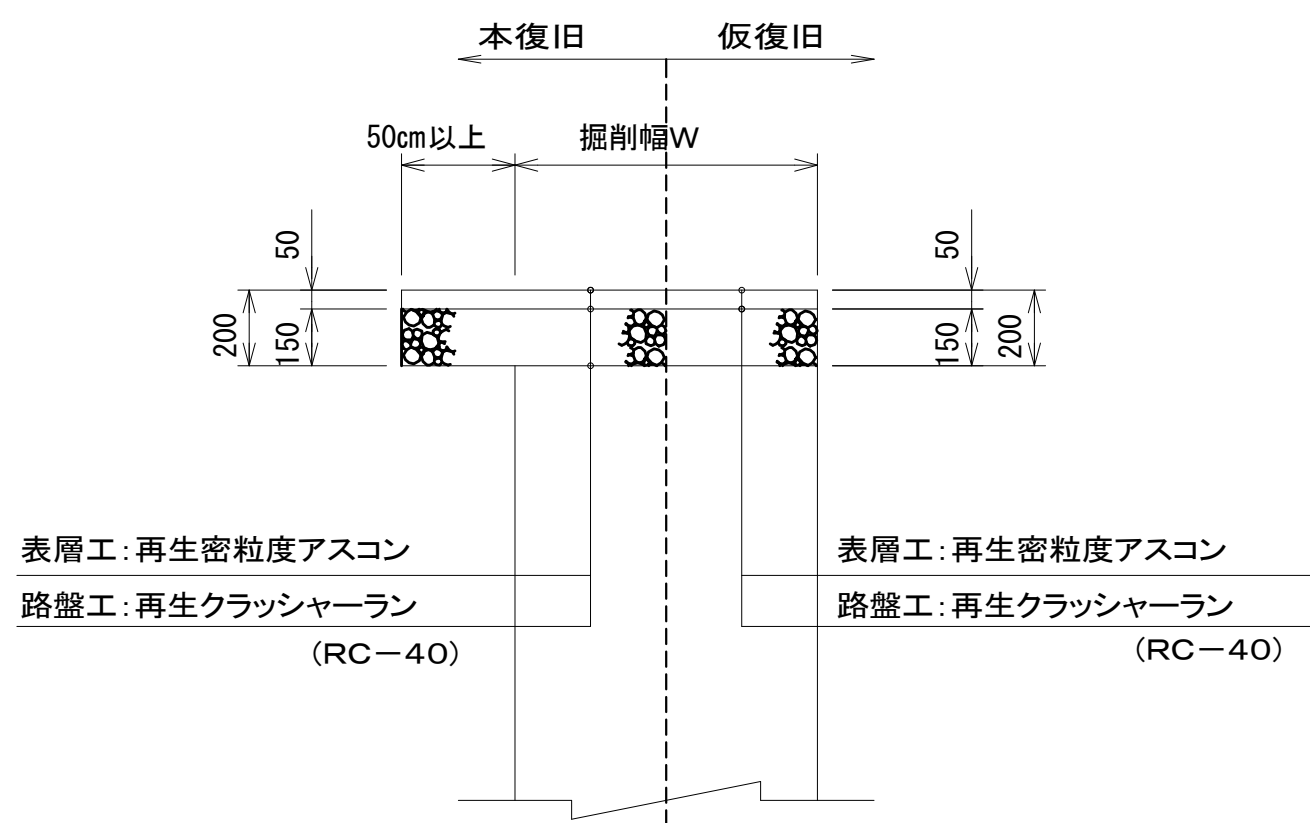 本復旧
仮復旧
50㎝以上
掘削幅W
50
50
200
150
150
200
表層工：再生密粒度アスコン
路盤工：再生クラッシャーラン
（RC－40）
表層工：再生密粒度アスコン
路盤工：再生クラッシャーラン
（RC－40）